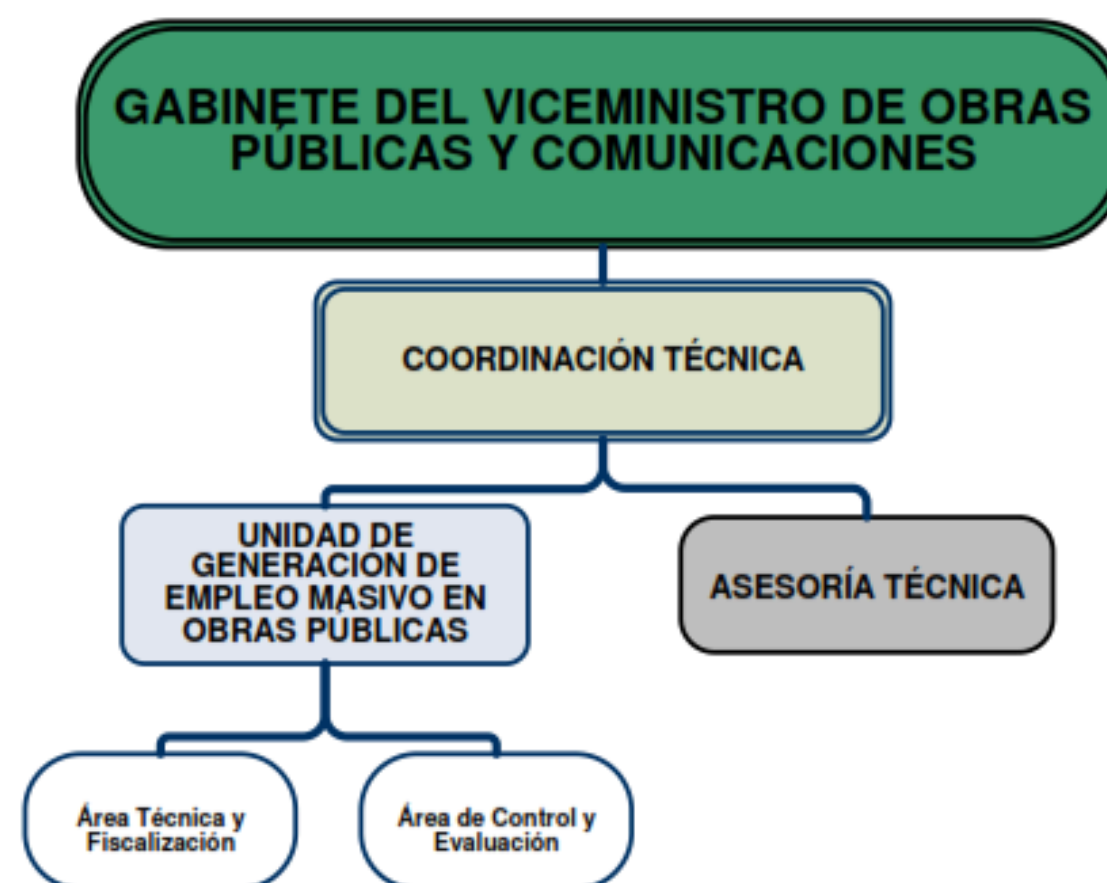 GABINETE DEL VICEMINISTRO DE OBRAS
PÚBLICAS Y COMUNICACIONES
COORDINACIÓN TÉCNICA
UNIDAD DE
GENERACIÓN DE
EMPLEO MASIVO EN
OBRAS PÚBLICAS
ASESORÍA TÉCNICA
Área Técnica y
Fiscalización
Área de Control y
Evaluación